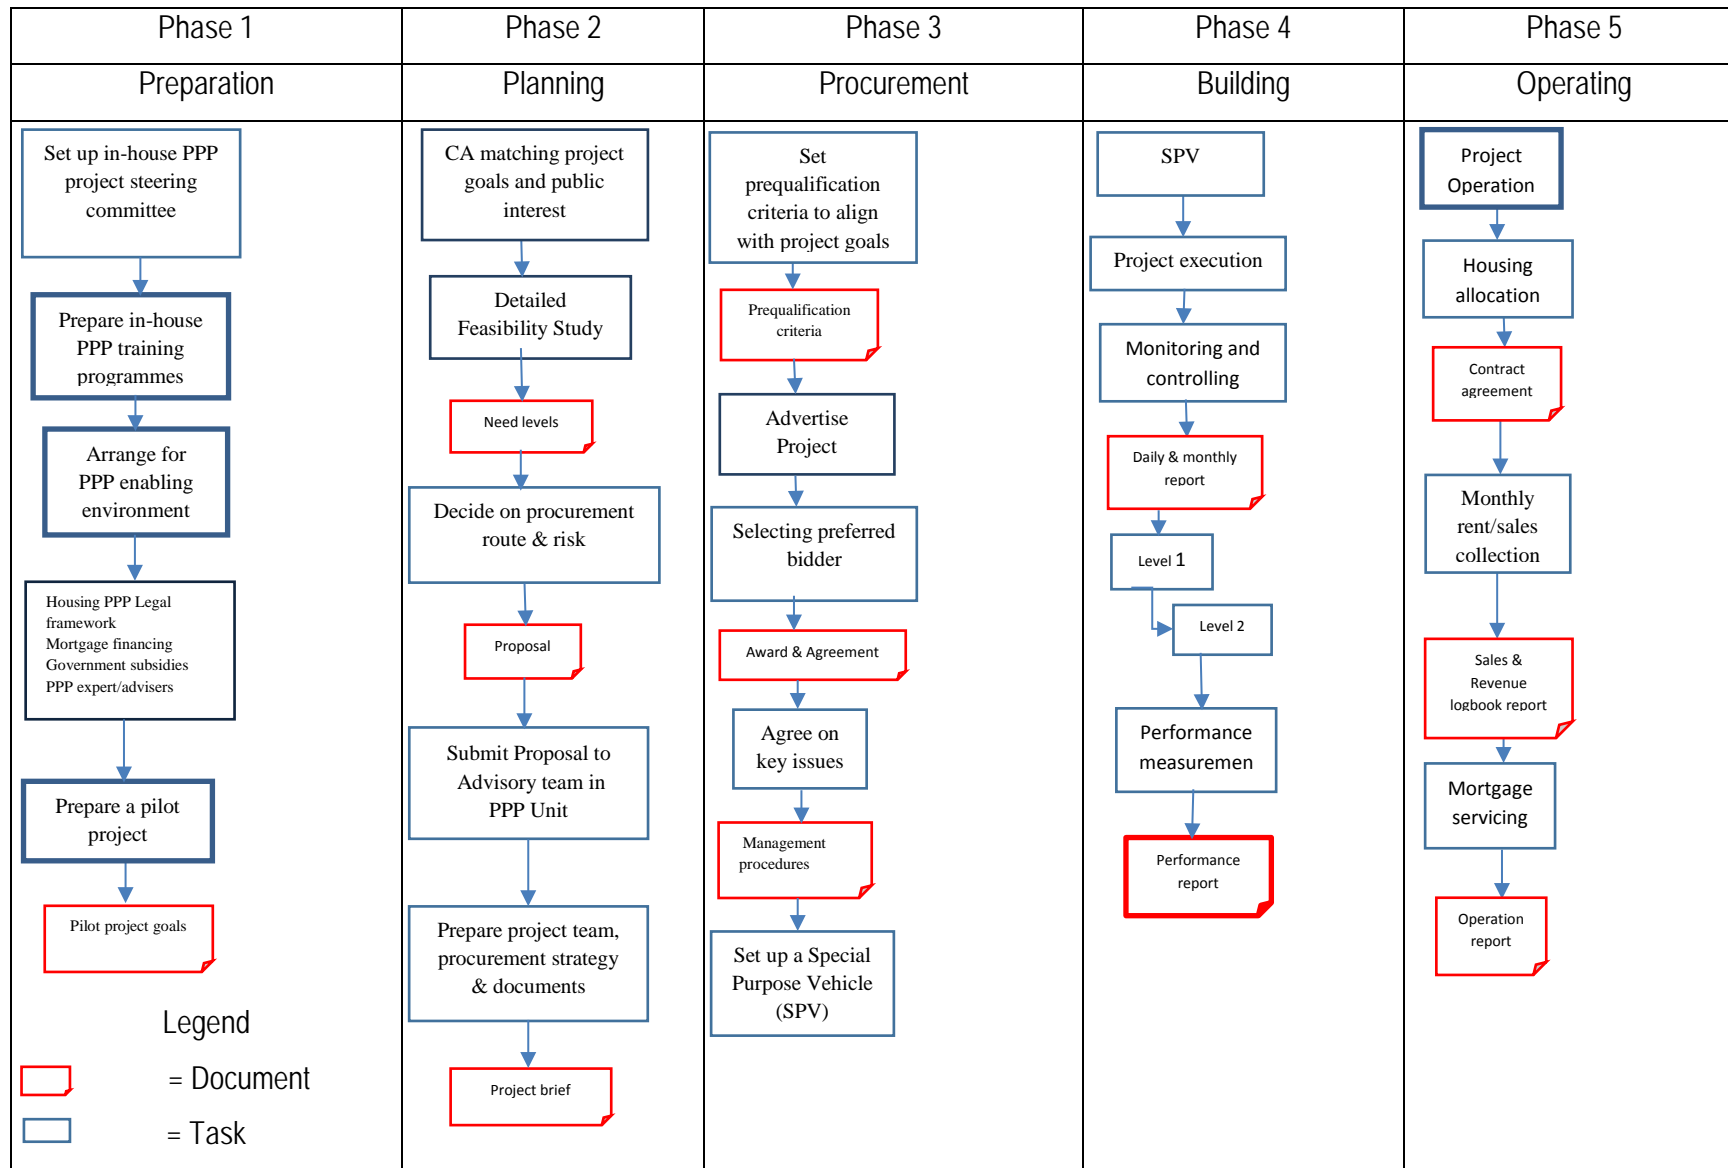 Phase 1
Phase 2
Phase 3
Phase 4
Phase 5
Preparation
Planning
Procurement
Building
Operating
Set up in-house PPP
project steering
committee
Prepare in-house
PPP training
programmes
Arrange for
PPP enabling
environment
Housing PPP Legal
framework
Mortgage financing
Government subsidies
PPP expert/advisers
Prepare a pilot
project
Pilot project goals
Legend
= Document
= Task
CA matching project
goals and public
interest
Detailed
Feasibility Study
Need levels
Decide on procurement
route & risk
Proposal
Submit Proposal to
Advisory team in
PPP Unit
Prepare project team,
procurement strategy
& documents
Project brief
Set
prequalification
criteria to align
with project goals
Prequalification
criteria
Advertise
Project
Selecting preferred
bidder
Award & Agreement
Agree on
key issues
Management
procedures
Set up a Special
Purpose Vehicle
(SPV)
SPV
Project execution
Monitoring and
controlling
Daily & monthly
report
Level 1
Level 2
Performance
measuremen
Performance
report
Project
Operation
Housing
allocation
Contract
agreement
Monthly
rent/sales
collection
Sales &
Revenue
logbook report
Mortgage
servicing
Operation
report